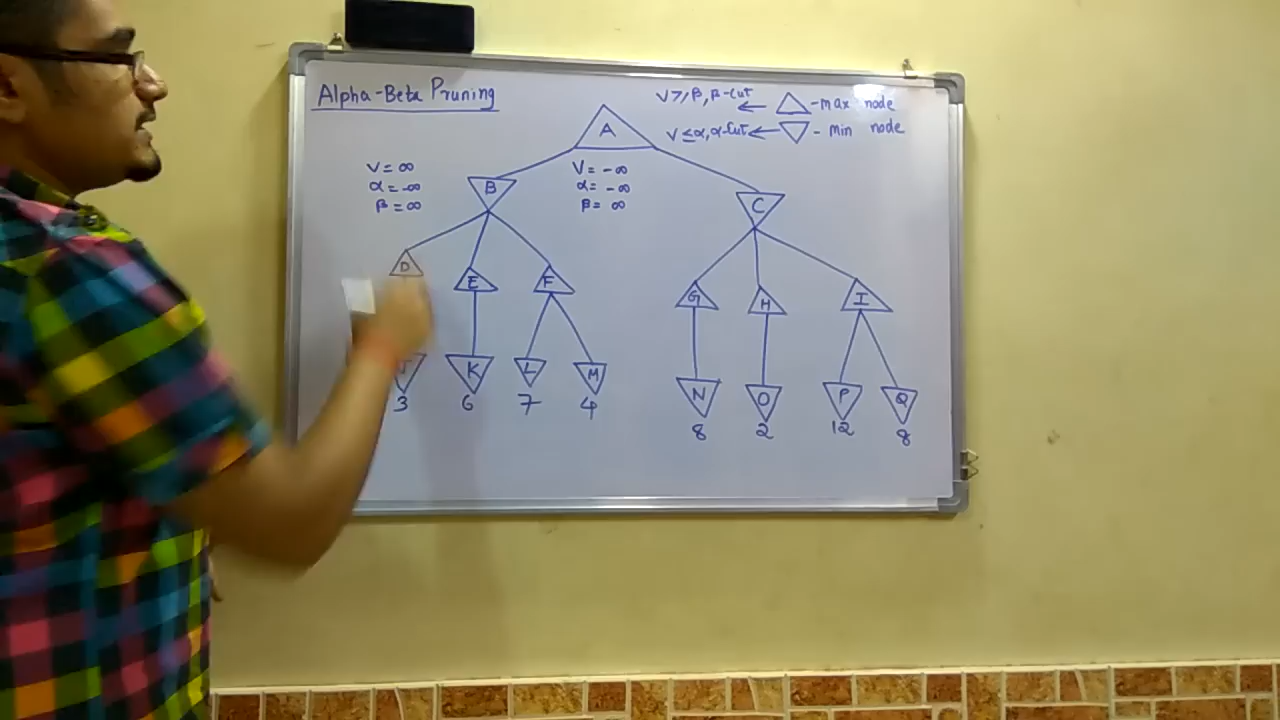 Alpha-Beta Pruning
V ≥ β, β-cut ← △ - max node
V ≤ α, α-cut ← ▽ - min node
A
V = ∞
α = -∞
β = ∞
V = -∞
α = -∞
β = ∞
B
C
D
E
F
G
H
I
K
L
M
N
O
P
Q
3
6
7
4
8
2
12
8